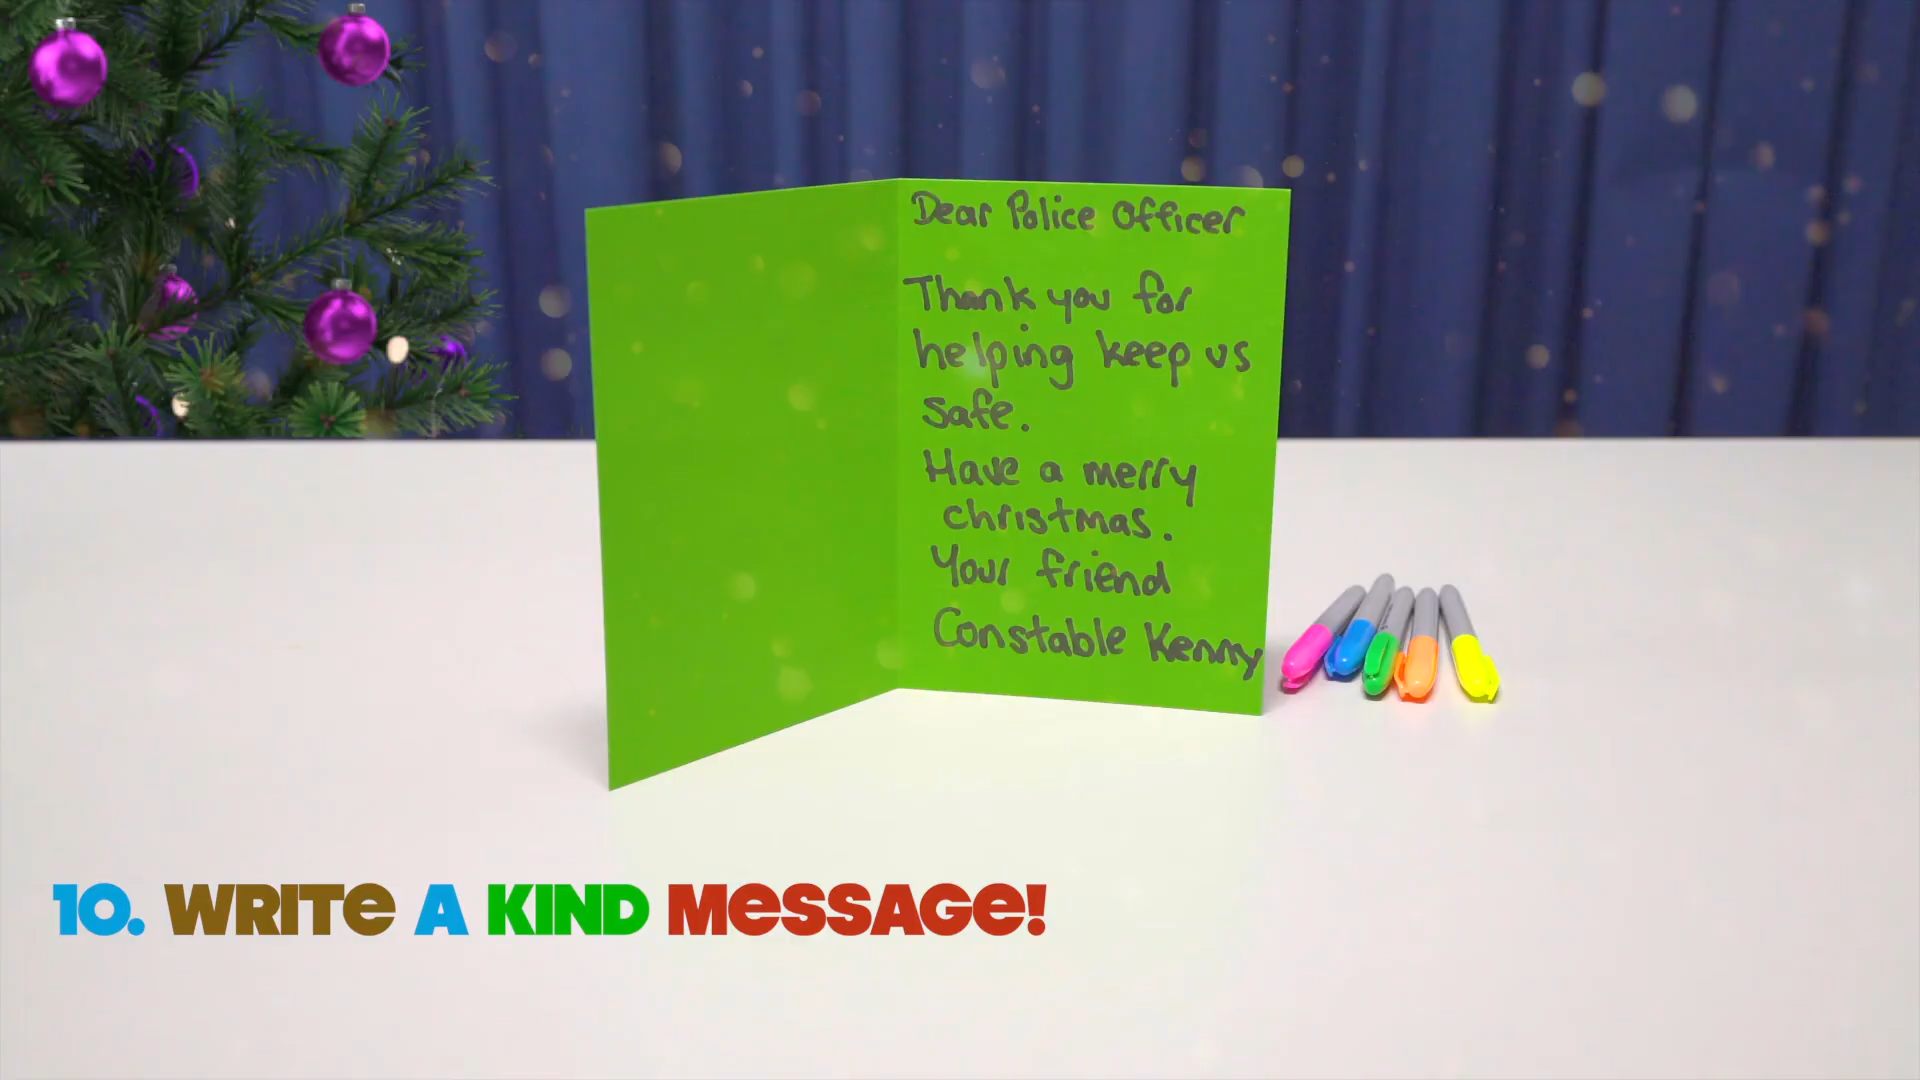 Dear Police Officer
Thank you for
helping keep us
safe.
Have a merry
christmas.
Your friend
Constable Kenny
10. WRITE A KIND MESSAGE!